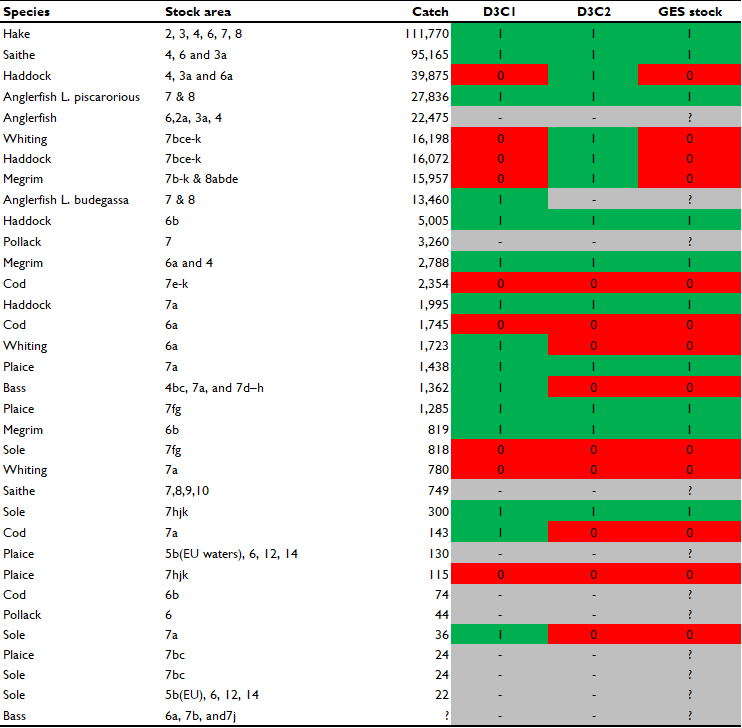 Species Stock area Catch D3C1 D3C2 GES stock
Hake 2, 3, 4, 6, 7, 8 111,770 1 1 1
Saithe 4, 6 and 3a 95,165 1 1 1
Haddock 4, 3a and 6a 39,875 0 1 0
Anglerfish L. piscarorious 7 & 8 27,836 1 1 1
Anglerfish 6,2a, 3a, 4 22,475 - - ?
Whiting 7bce-k 16,198 0 1 0
Haddock 7bce-k 16,072 0 1 0
Megrim 7b-k & 8abde 15,957 0 1 0
Anglerfish L. budegassa 7 & 8 13,460 1 - ?
Haddock 6b 5,005 1 1 1
Pollack 7 3,260 - - ?
Megrim 6a and 4 2,788 1 1 1
Cod 7e-k 2,354 0 0 0
Haddock 7a 1,995 1 1 1
Cod 6a 1,745 0 0 0
Whiting 6a 1,723 1 0 0
Plaice 7a 1,438 1 1 1
Bass 4bc, 7a, and 7d–h 1,362 1 0 0
Plaice 7fg 1,285 1 1 1
Megrim 6b 819 1 1 1
Sole 7fg 818 0 0 0
Whiting 7a 780 0 0 0
Saithe 7,8,9,10 749 - - ?
Sole 7hjk 300 1 1 1
Cod 7a 143 1 0 0
Plaice 5b(EU waters), 6, 12, 14 130 - - ?
Plaice 7hjk 115 0 0 0
Cod 6b 74 - - ?
Pollack 6 44 - - ?
Sole 7a 36 1 0 0
Plaice 7bc 24 - - ?
Sole 7bc 24 - - ?
Sole 5b(EU), 6, 12, 14 22 - - ?
Bass 6a, 7b, and7j ? - - ?